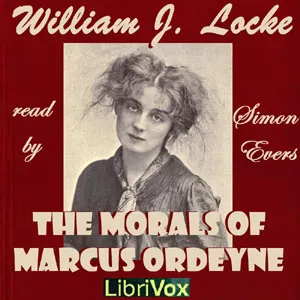 William J. Locke
read
by
Simon
Evers
THE MORALS OF
MARCUS ORDEYNE
LibriVox